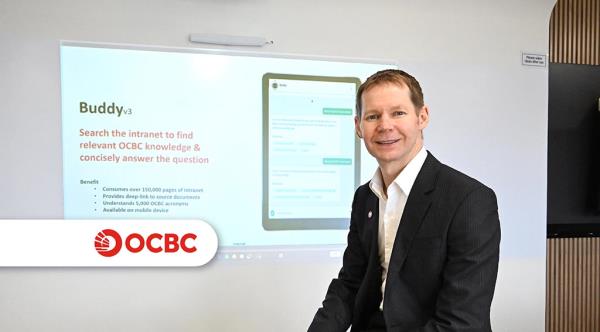 Buddy v3
Search the intranet to find
relevant OCBC knowledge &
concisely answer the question
Benefit
• Consumes over 150,000 pages of intranet
• Provides deep-link to source documents
• Understands 5,000 OCBC acronyms
• Available on mobile device
OCBC